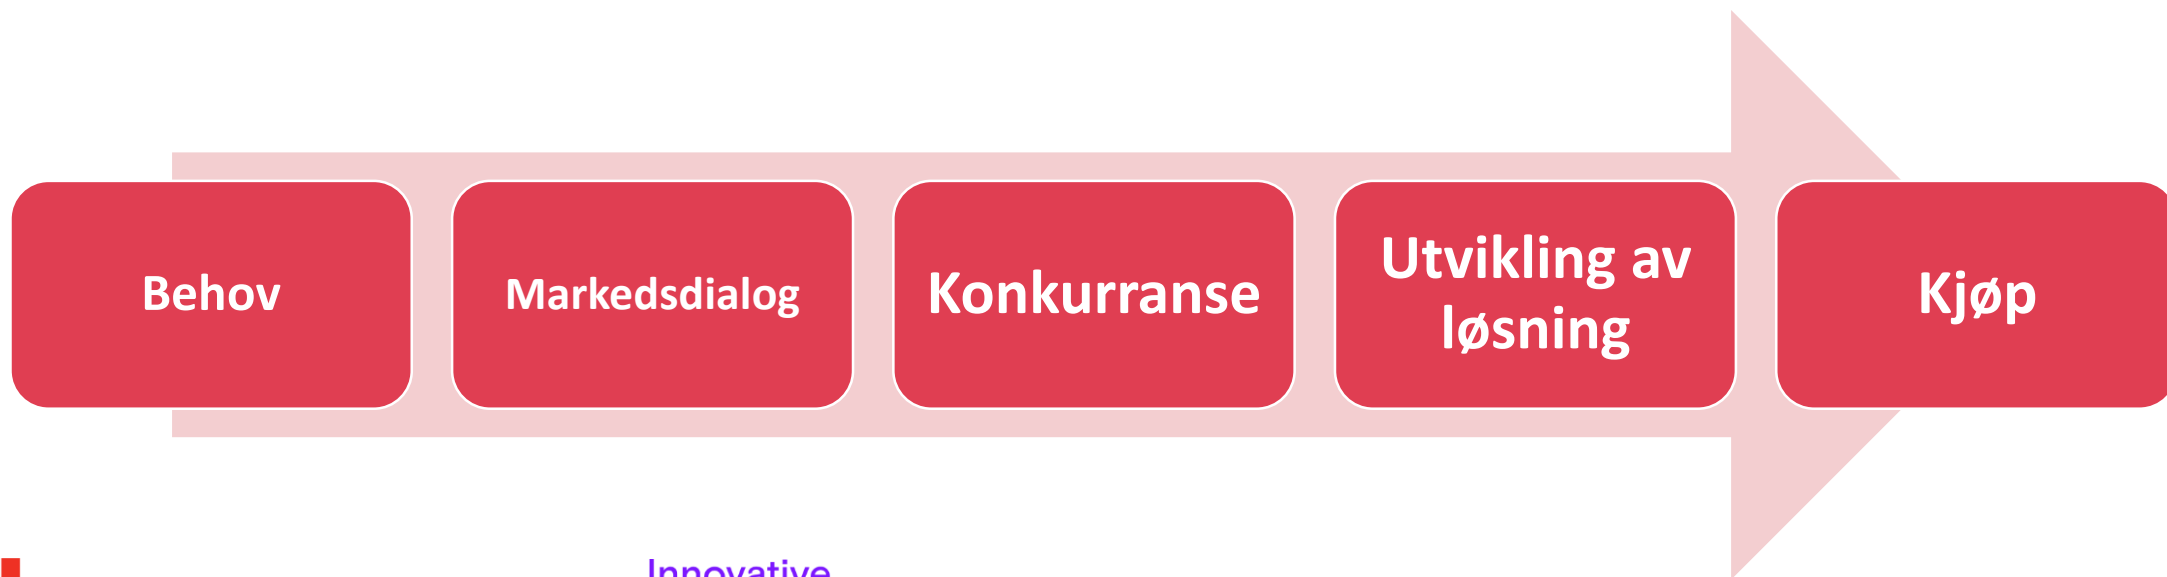 Behov
Markedsdialog
Konkurranse
Utvikling av
løsning
Kjøp
Innovative